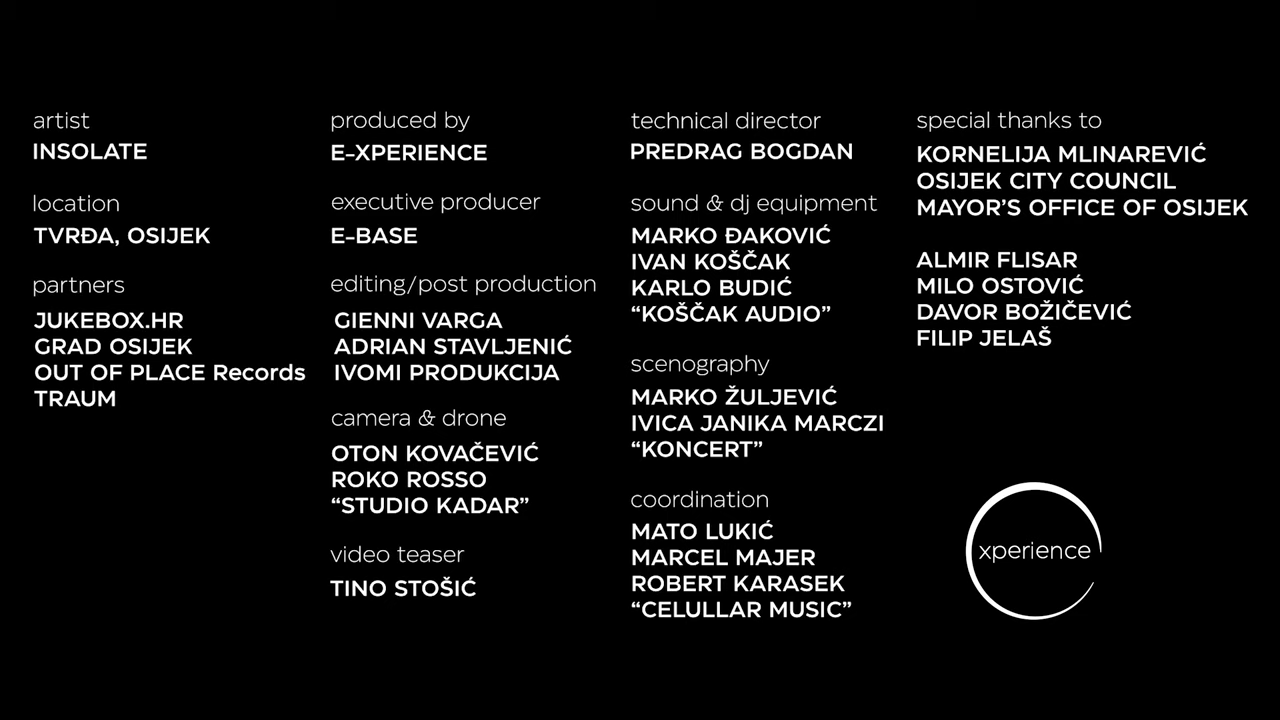 artist
INSOLATE
location
TVRĐA, OSIJEK
partners
JUKEBOX.HR
GRAD OSIJEK
OUT OF PLACE Records
TRAUM
produced by
E-XPERIENCE
executive producer
E-BASE
editing/post production
GIENNI VARGA
ADRIAN STAVLJENIĆ
IVOMI PRODUKCIJA
camera & drone
OTON KOVAČEVIĆ
ROKO ROSSO
“STUDIO KADAR”
video teaser
TINO STOŠIĆ
technical director
PREDRAG BOGDAN
sound & dj equipment
MARKO ĐAKOVIĆ
IVAN KOŠČAK
KARLO BUDIĆ
“KOŠČAK AUDIO”
scenography
MARKO ŽULJEVIĆ
IVICA JANIKA MARCZI
“KONCERT”
coordination
MATO LUKIĆ
MARCEL MAJER
ROBERT KARASEK
“CELULLAR MUSIC”
special thanks to
KORNELIJA MLINAREVIĆ
OSIJEK CITY COUNCIL
MAYOR’S OFFICE OF OSIJEK
ALMIR FLISAR
MILO OSTOVIĆ
DAVOR BOŽIČEVIĆ
FILIP JELAŠ
xperience